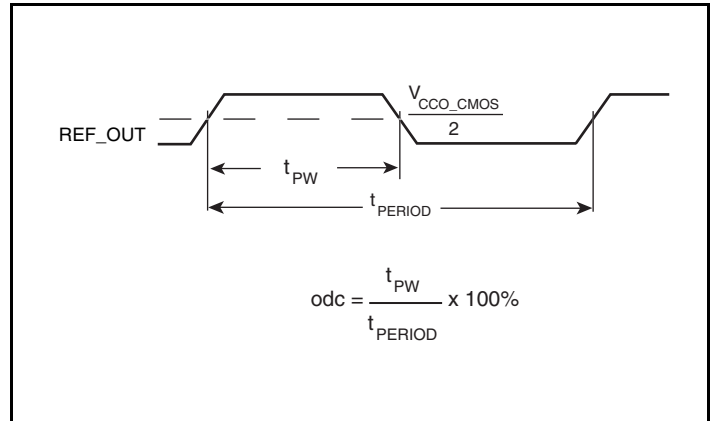 V
CCO_CMOS
2
REF_OUT
t PW
t PERIOD
t PW
odc = x 100%
t PERIOD